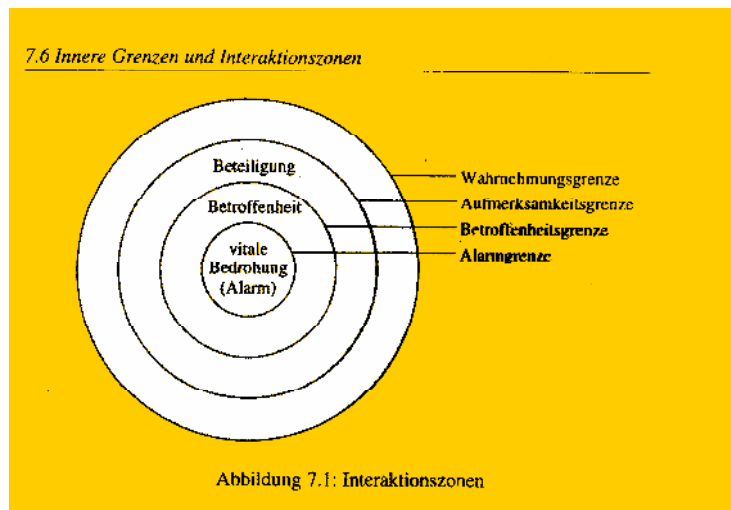 7.6 Innere Grenzen und Interaktionszonen
Beteiligung
Betroffenheit
vitale
Bedrohung
(Alarm)
Wahrnehmungsgrenze
Aufmerksamkeitsgrenze
Betroffenheitsgrenze
Alarmgrenze
Abbildung 7.1: Interaktionszonen